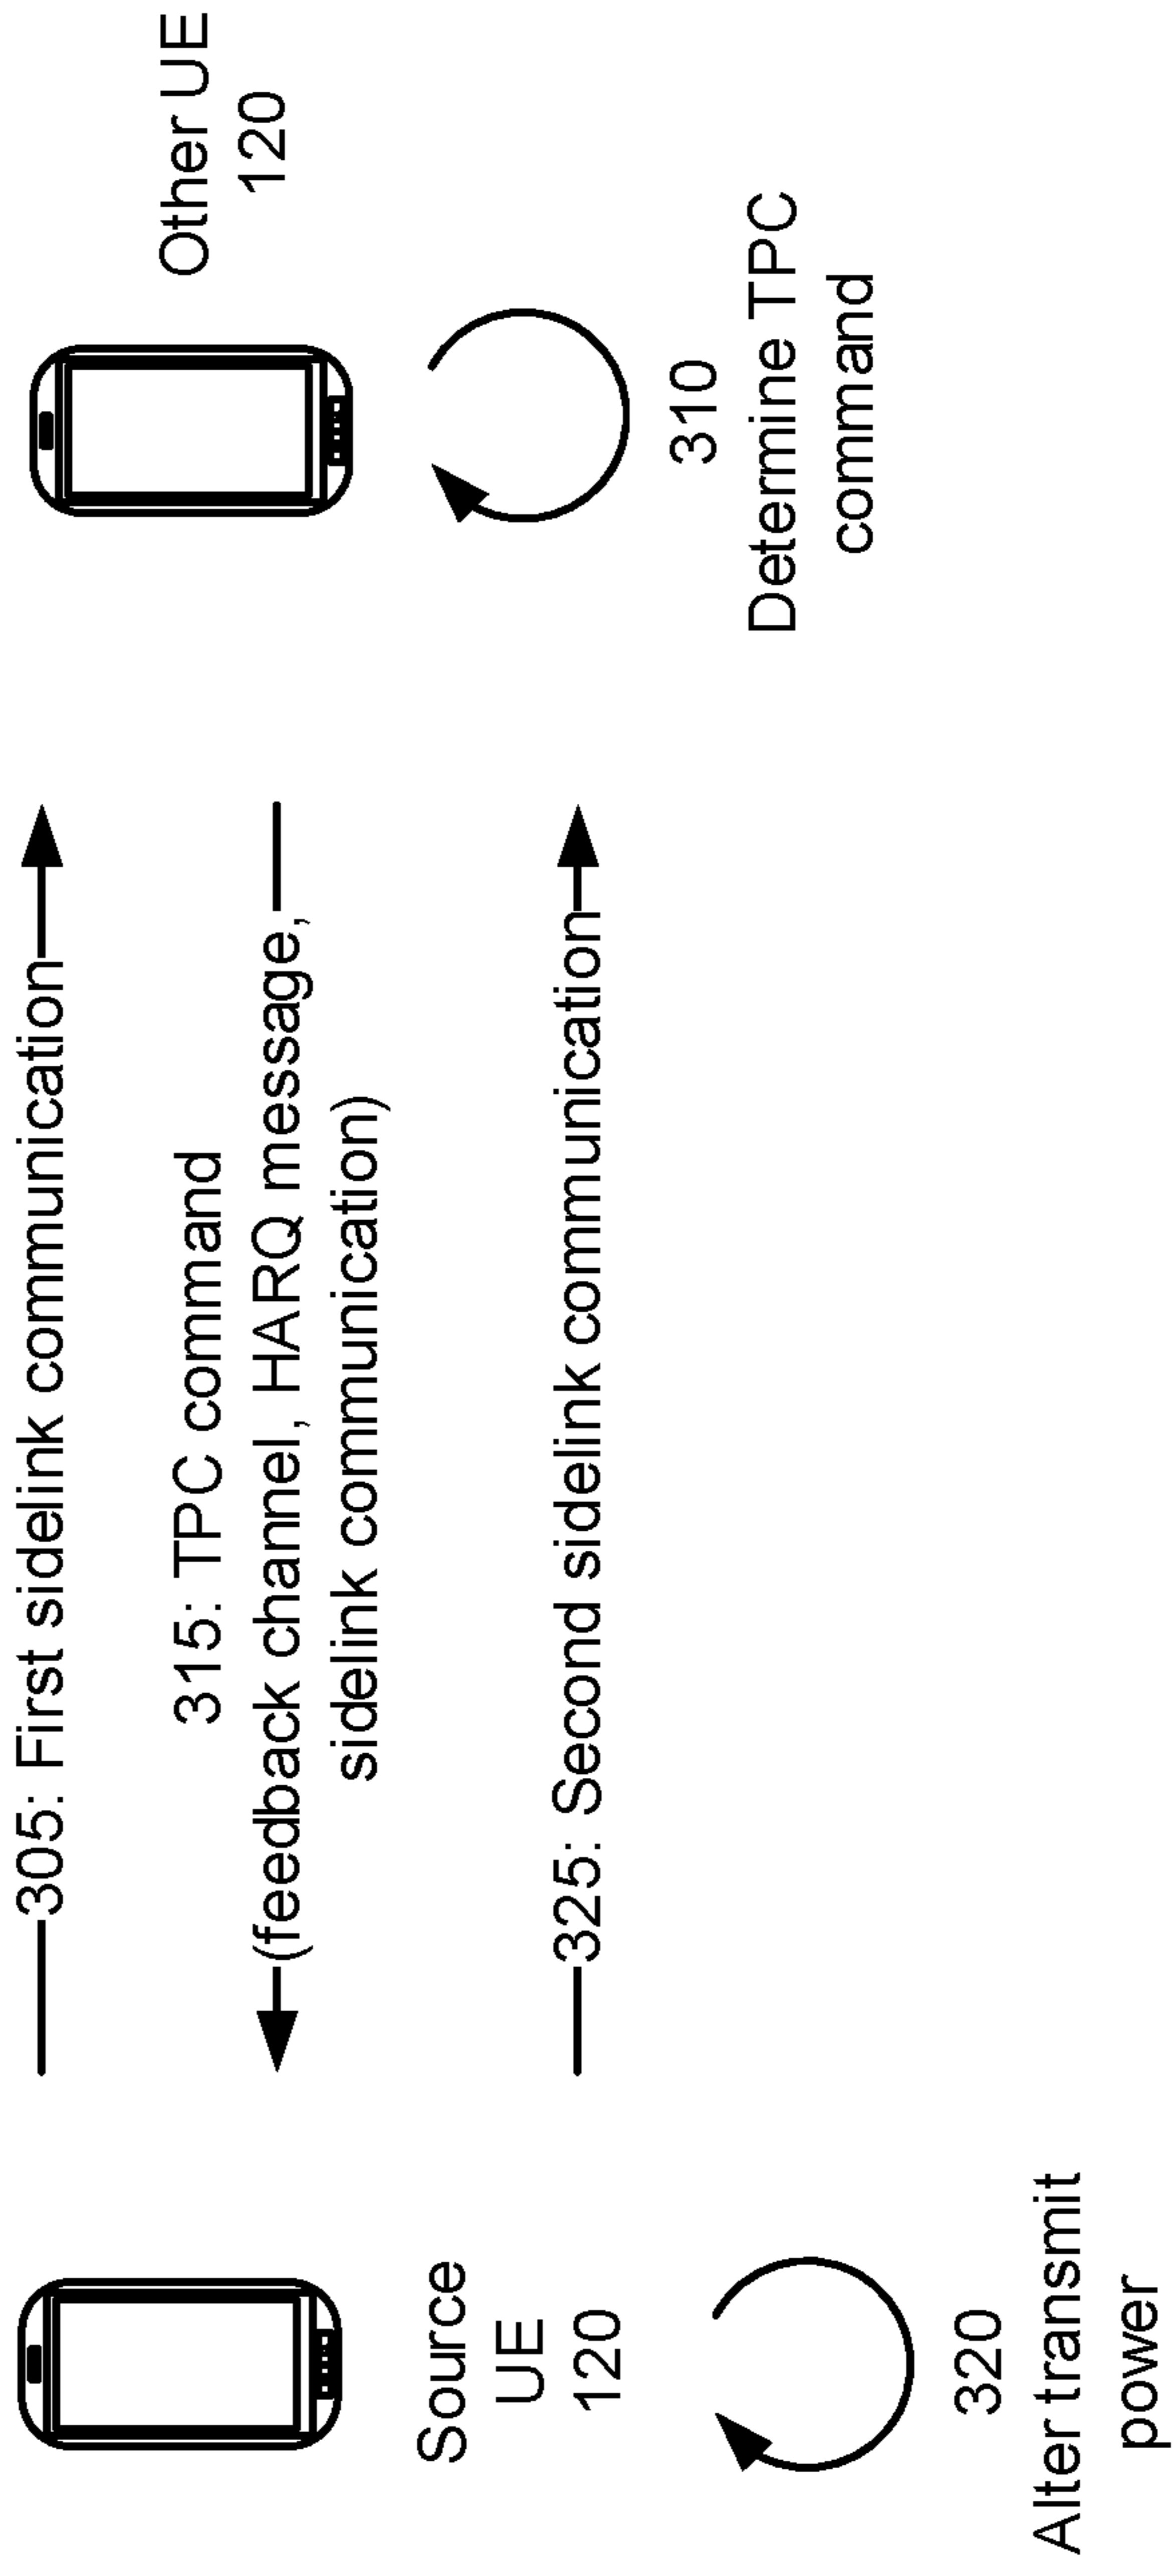 305: First sidelink communication
315: TPC command
(feedback channel, HARQ message,
sidelink communication)
325: Second sidelink communication
Source
UE
120
320
Alter transmit
power
Other UE
120
310
Determine TPC
command